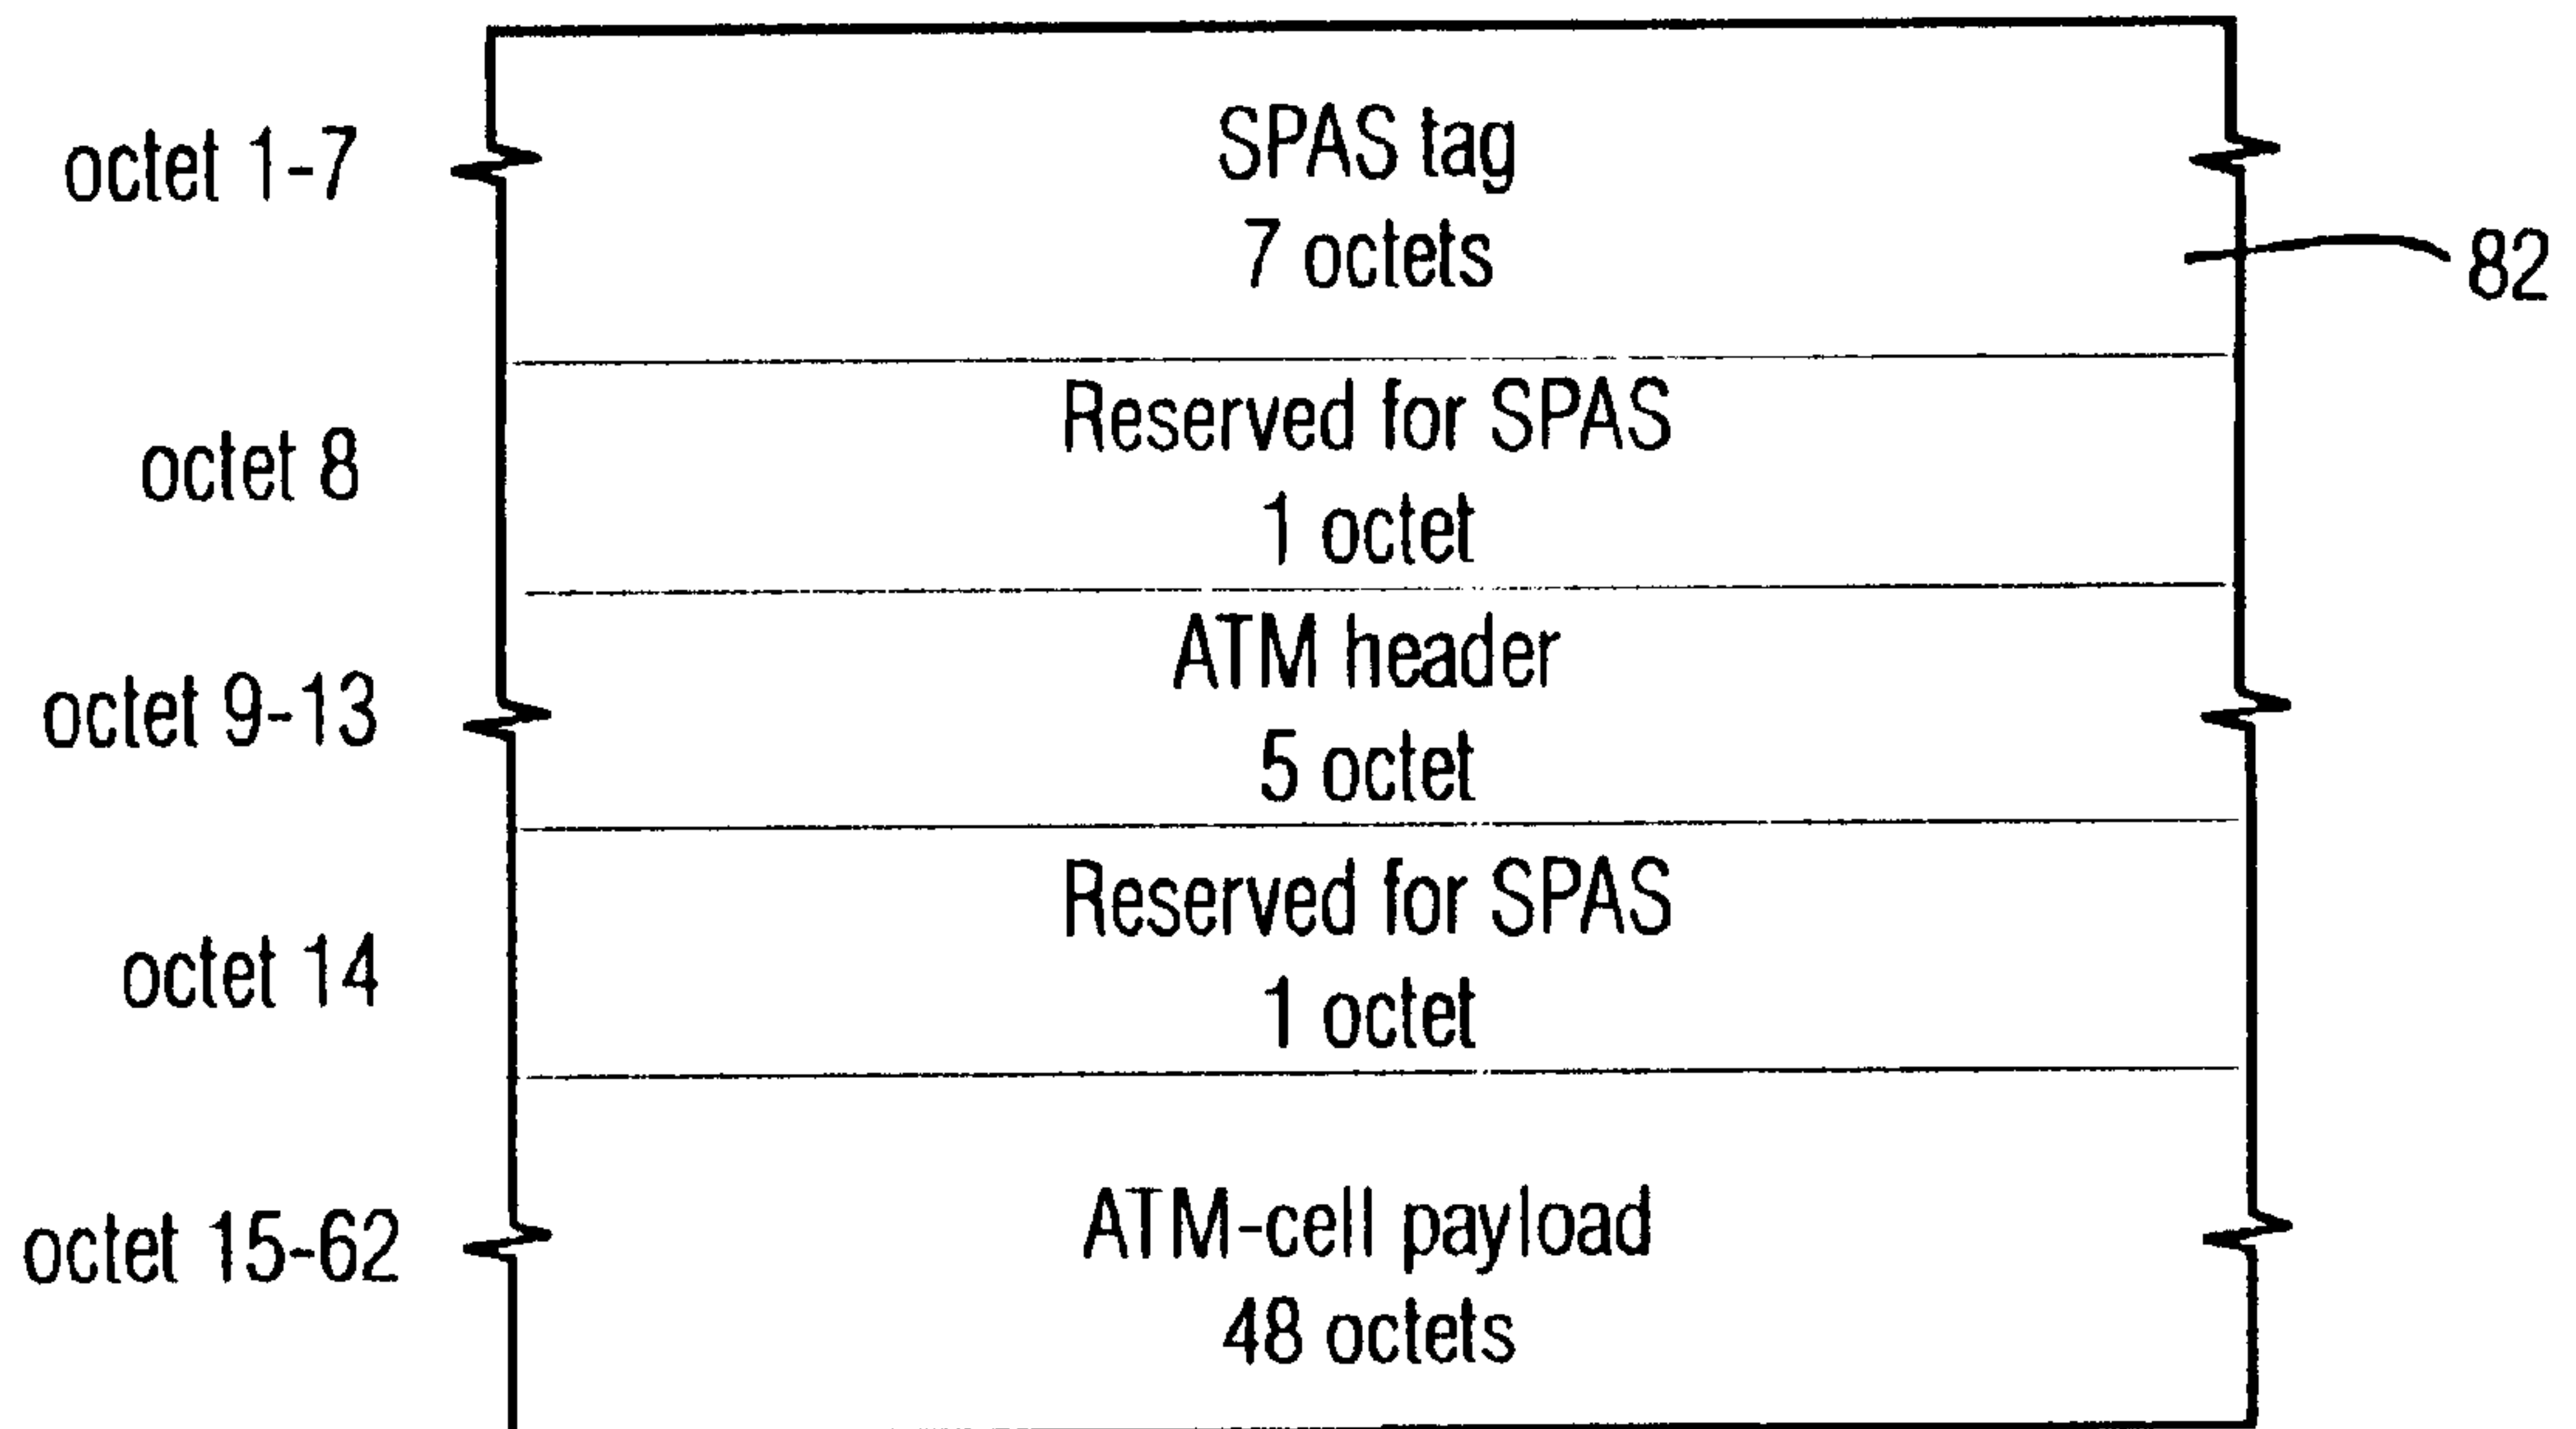 octet 1-7
SPAS tag
7 octets
82
octet 8
Reserved for SPAS
1 octet
octet 9-13
ATM header
5 octet
octet 14
Reserved for SPAS
1 octet
octet 15-62
ATM-cell payload
48 octets